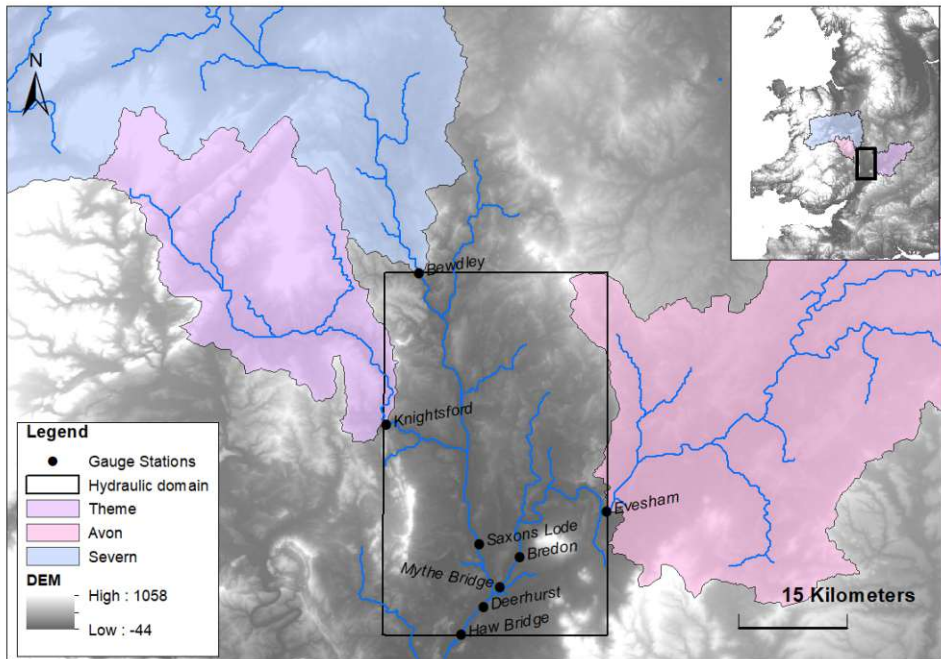 N
Bewdley
Knightsford
Evesham
Saxons Lode
Bredon
Mythe Bridge
Deerhurst
Haw Bridge
15 Kilometers
Legend
Gauge Stations
Hydraulic domain
Theme
Avon
Severn
DEM
High : 1058
Low : -44